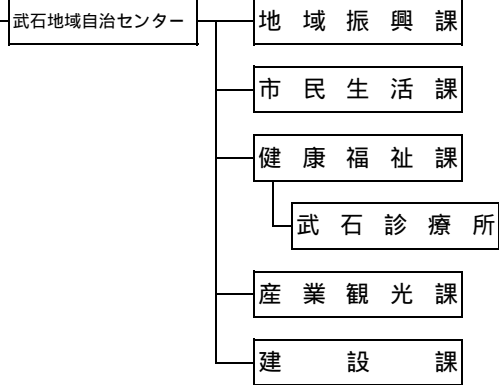 武石地域自治センター
地域振興課
市民生活課
健康福祉課
武石診療所
産業観光課
建設課